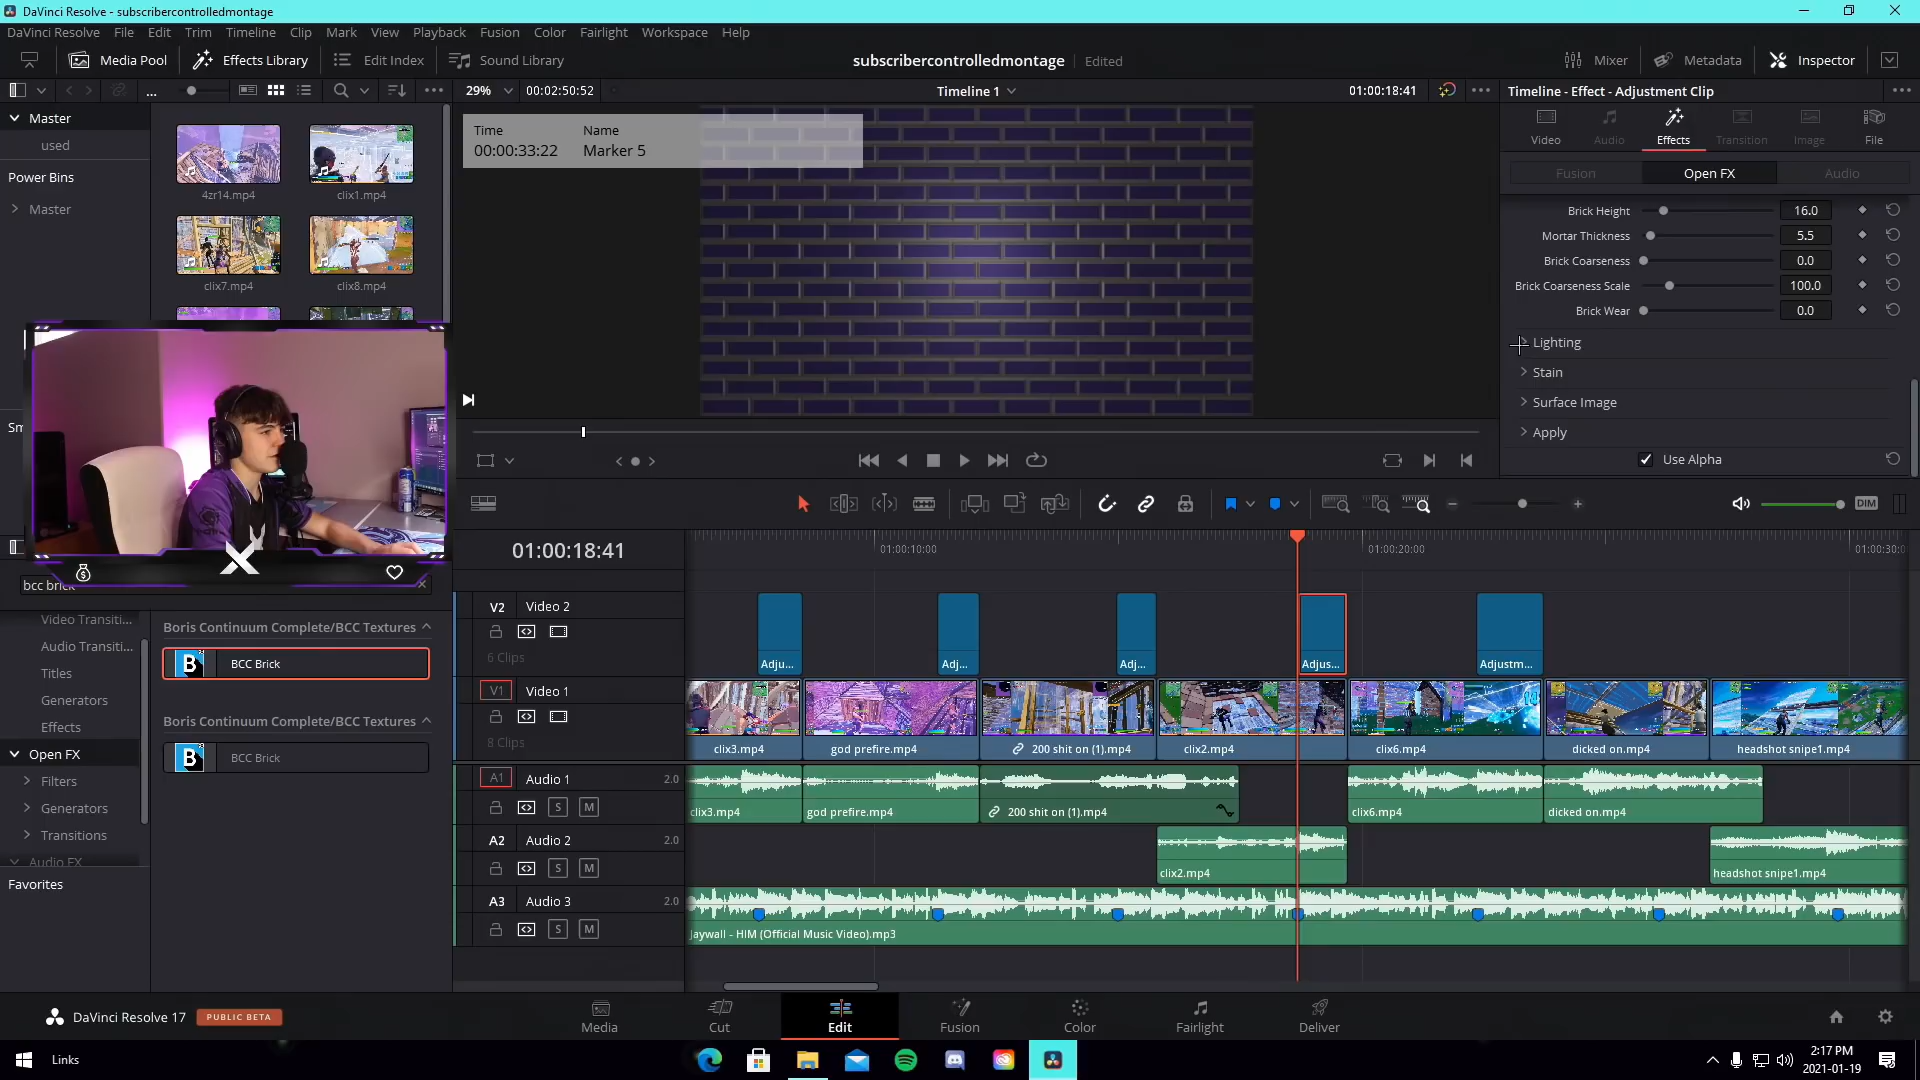 DaVinci Resolve - subscribercontrolledmontage
DaVinci Resolve File Edit Trim Timeline Clip Mark View Playback Fusion Color Fairlight Workspace Help
Media Pool Effects Library Edit Index Sound Library subscribercontrolledmontage Edited Mixer Metadata Inspector
... 29% 00:02:50:52 Timeline 1 01:00:18:41 Timeline - Effect - Adjustment Clip
Master
used
Power Bins
Master
4zr14.mp4 clix1.mp4
clix7.mp4 clix8.mp4
Sm
Time Name
00:00:33:22 Marker 5
Video Audio Effects Transition Image File
Fusion Open FX Audio
Brick Height 16.0
Mortar Thickness 5.5
Brick Coarseness 0.0
Brick Coarseness Scale 100.0
Brick Wear 0.0
Lighting
Stain
Surface Image
Apply
Use Alpha
DIM
bcc brick
Video Transiti...
Audio Transiti...
Titles
Generators
Effects
Open FX
Filters
Generators
Transitions
Audio FX
Favorites
Boris Continuum Complete/BCC Textures
B BCC Brick
Boris Continuum Complete/BCC Textures
B BCC Brick
01:00:18:41 01:00:10:00 01:00:20:00 01:00:30:0
V2 Video 2
6 Clips
Adju... Adj... Adj... Adjus... Adjustm...
V1 Video 1
8 Clips
clix3.mp4 god prefire.mp4 200 shit on (1).mp4 clix2.mp4 clix6.mp4 dicked on.mp4 headshot snipe1.mp4
A1 Audio 1 2.0
S M
clix3.mp4 god prefire.mp4 200 shit on (1).mp4 clix6.mp4 dicked on.mp4
A2 Audio 2 2.0
S M
clix2.mp4 headshot snipe1.mp4
A3 Audio 3 2.0
S M
Jaywall - HIM (Official Music Video).mp3
DaVinci Resolve 17 PUBLIC BETA
Media Cut Edit Fusion Color Fairlight Deliver
Links
2:17 PM
2021-01-19